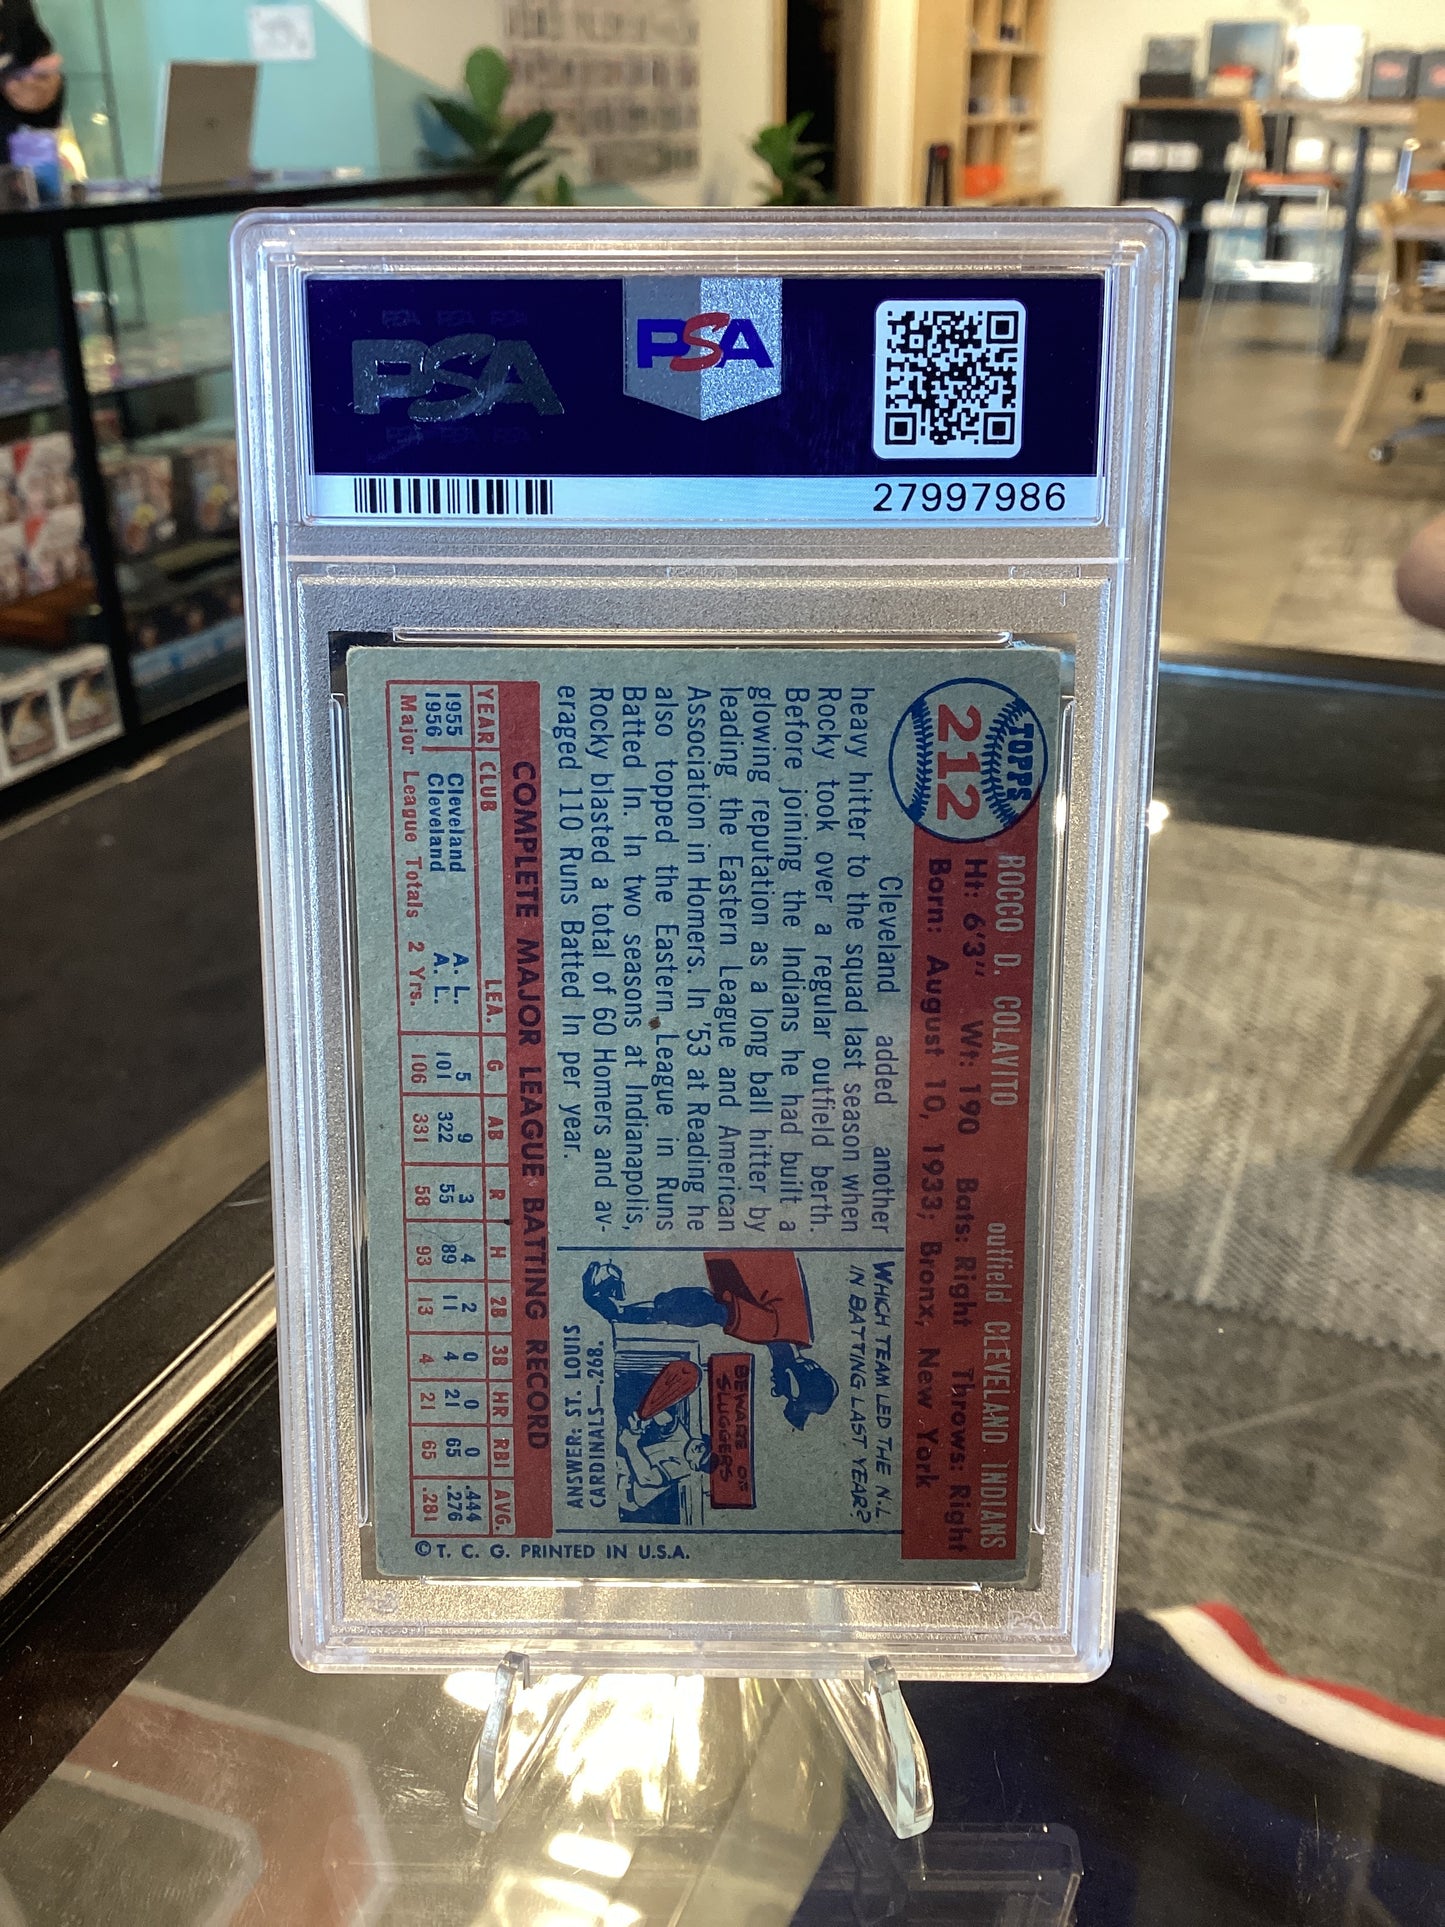 PSA PSA PSA
PSA
PSA PSA PSA
PSA
27997986
TOPPS
212
ROCCO D. COLAVITO outfield CLEVELAND INDIANS
Ht: 6'3" Wt: 190 Bats: Right Throws: Right
Born: August 10, 1933; Bronx, New York
Cleveland added another
heavy hitter to the squad last season when
Rocky took over a regular outfield berth.
Before joining the Indians he had built a
glowing reputation as a long ball hitter by
leading the Eastern League and American
Association in Homers. In '53 at Reading he
also topped the Eastern League in Runs
Batted In. In two seasons at Indianapolis,
Rocky blasted a total of 60 Homers and av-
eraged 110 Runs Batted In per year.
WHICH TEAM LED THE N.L.
IN BATTING LAST YEAR?
BEWARE OF
SLUGGERS
ANSWER: ST. LOUIS
CARDINALS—.268.
COMPLETE MAJOR LEAGUE BATTING RECORD
YEAR CLUB LEA. G AB R H 2B 3B HR RBI AVG.
1955 Cleveland A. L. 5 9 3 4 2 0 0 0 .444
1956 Cleveland A. L. 101 322 55 89 11 4 21 65 .276
Major League Totals 2 Yrs. 106 331 58 93 13 4 21 65 .281
©T. C. G. PRINTED IN U.S.A.